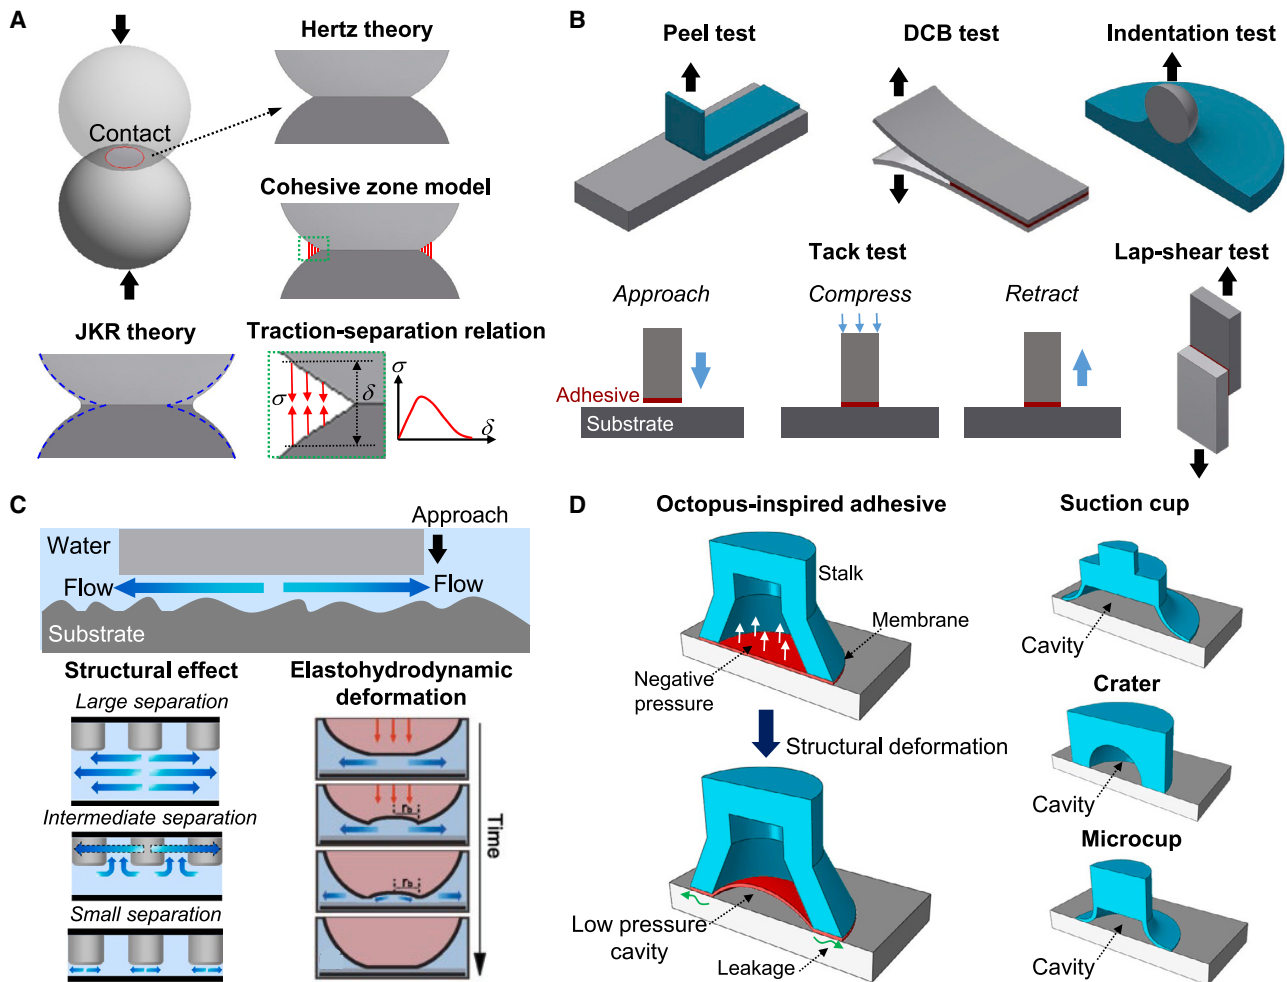 A
Hertz theory
Contact
Cohesive zone model
JKR theory
Traction-separation relation
σ
δ
σ
δ
B
Peel test
DCB test
Indentation test
Tack test
Lap-shear test
Approach
Compress
Retract
Adhesive
Substrate
C
Approach
Water
Flow
Flow
Substrate
Structural effect
Large separation
Intermediate separation
Small separation
Elastohydrodynamic
deformation
r_b
r_b
Time
D
Octopus-inspired adhesive
Stalk
Membrane
Negative
pressure
Structural deformation
Low pressure
cavity
Leakage
Suction cup
Cavity
Crater
Cavity
Microcup
Cavity